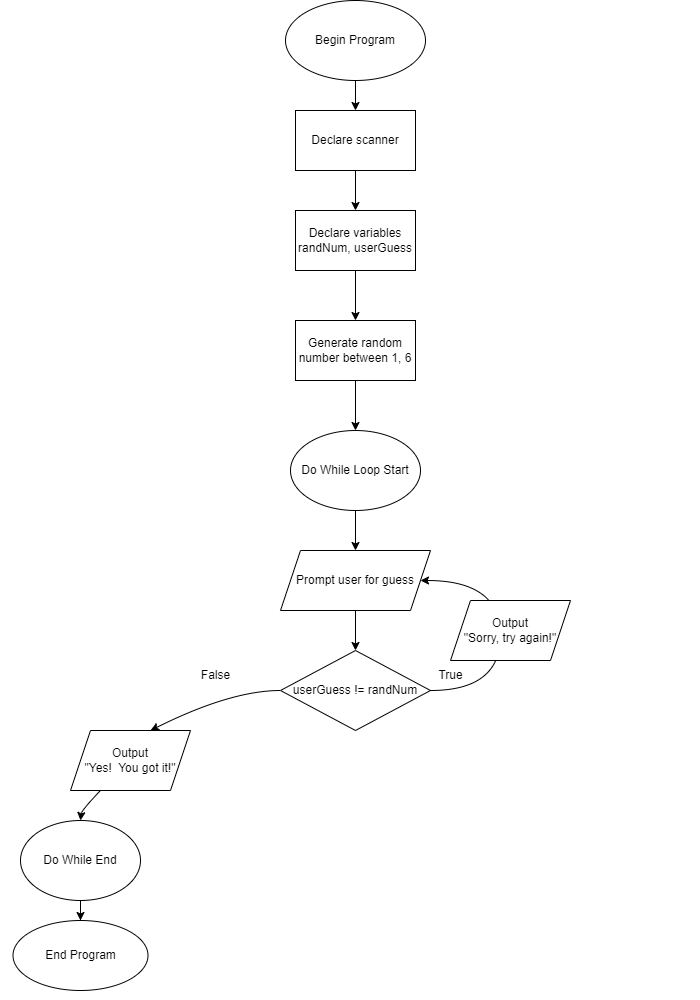 Begin Program
Declare scanner
Declare variables
randNum, userGuess
Generate random
number between 1, 6
Do While Loop Start
Prompt user for guess
Output
"Sorry, try again!"
userGuess != randNum
True
False
Output
"Yes!  You got it!"
Do While End
End Program